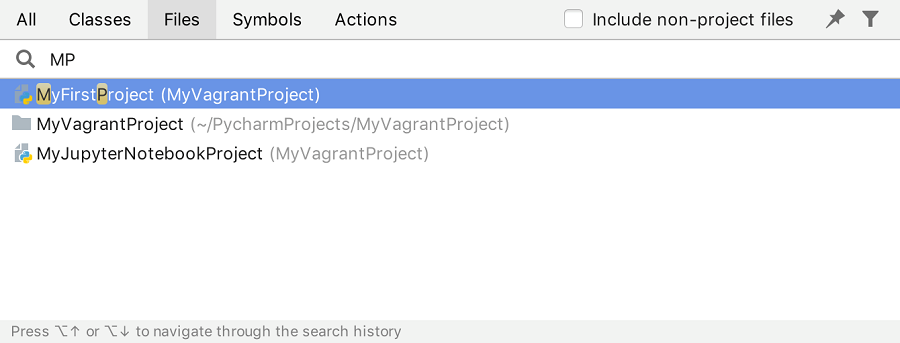 All Classes Files Symbols Actions Include non-project files
MP
MyFirstProject (MyVagrantProject)
MyVagrantProject (~/PycharmProjects/MyVagrantProject)
MyJupyterNotebookProject (MyVagrantProject)
Press ⌥↑ or ⌥↓ to navigate through the search history